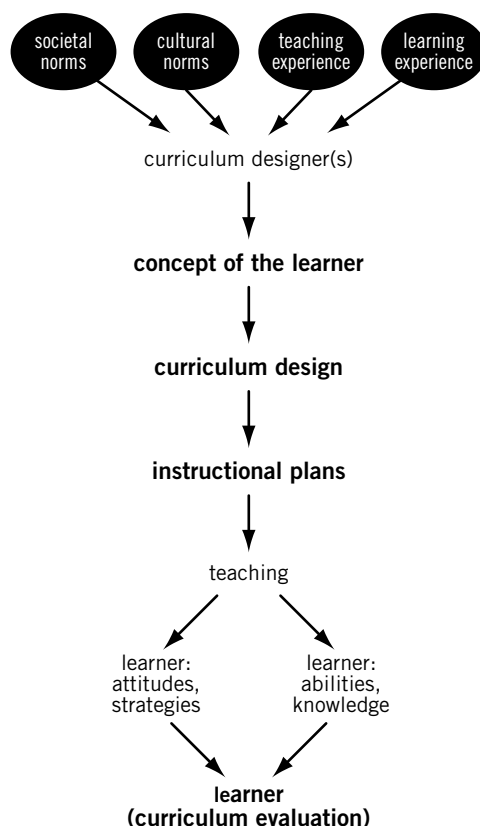 societal
norms
cultural
norms
teaching
experience
learning
experience
curriculum designer(s)
concept of the learner
curriculum design
instructional plans
teaching
learner:
attitudes,
strategies
learner:
abilities,
knowledge
learner
(curriculum evaluation)